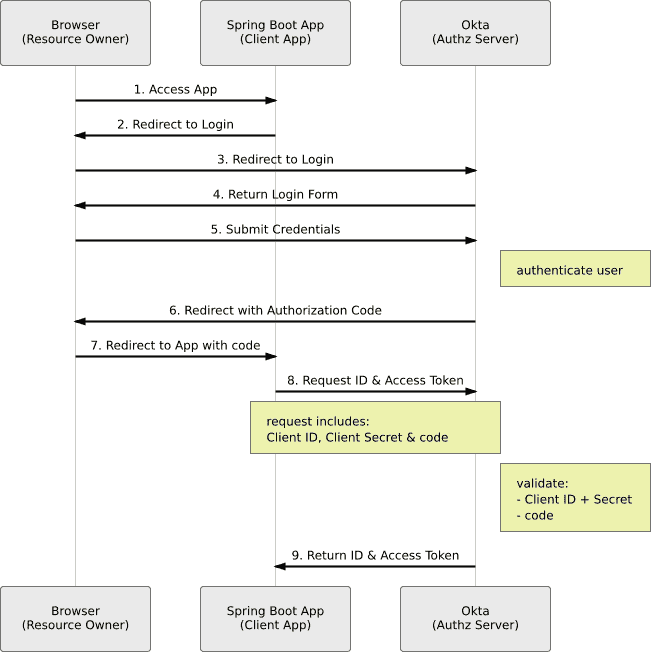 Browser
(Resource Owner)
Spring Boot App
(Client App)
Okta
(Authz Server)
1. Access App
2. Redirect to Login
3. Redirect to Login
4. Return Login Form
5. Submit Credentials
authenticate user
6. Redirect with Authorization Code
7. Redirect to App with code
8. Request ID & Access Token
request includes:
Client ID, Client Secret & code
validate:
- Client ID + Secret
- code
9. Return ID & Access Token
Browser
(Resource Owner)
Spring Boot App
(Client App)
Okta
(Authz Server)